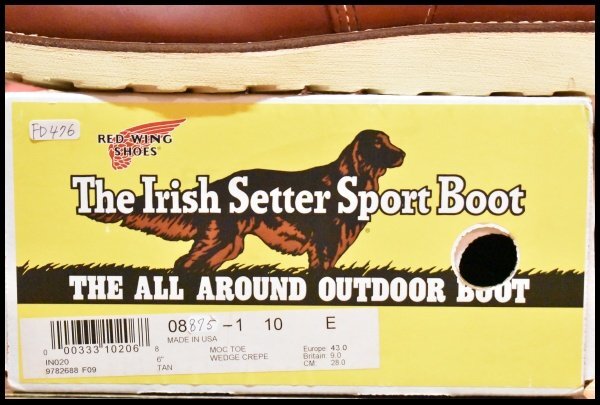 FD476
RED WING
SHOES®
The Irish Setter Sport Boot
THE ALL AROUND OUTDOOR BOOT
08875-1 10 E
MADE IN USA
0 00333 10206 8
MOC TOE
Europe: 43.0
6"
WEDGE CREPE
Britain: 9.0
IN020
TAN
CM: 28.0
9782688 F09